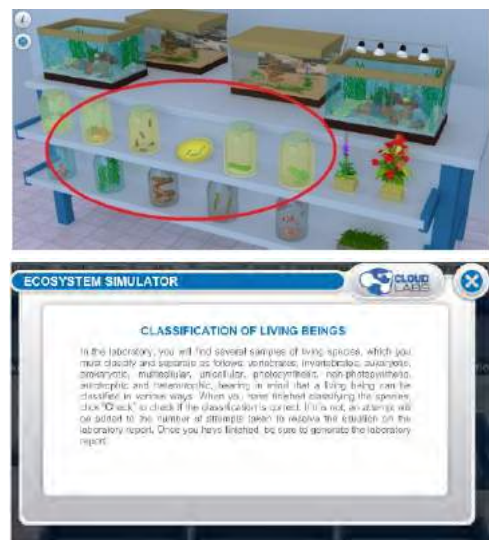 ECOSYSTEM SIMULATOR
CLOUD
LABS
CLASSIFICATION OF LIVING BEINGS
In the laboratory, you will find several samples of living species, which you
must classify and separate as follows: vertebrates, invertebrates, eukaryotic,
prokaryotic, multicellular, unicellular, photosynthetic, non-photosynthetic,
autotrophic and heterotrophic, bearing in mind that a living being can be
classified in various ways. When you have finished classifying the species,
click "Check" to check if the classification is correct. If it is not, an attempt will
be added to the number of attempts taken to resolve the situation on the
laboratory report. Once you have finished, be sure to generate the laboratory
report.